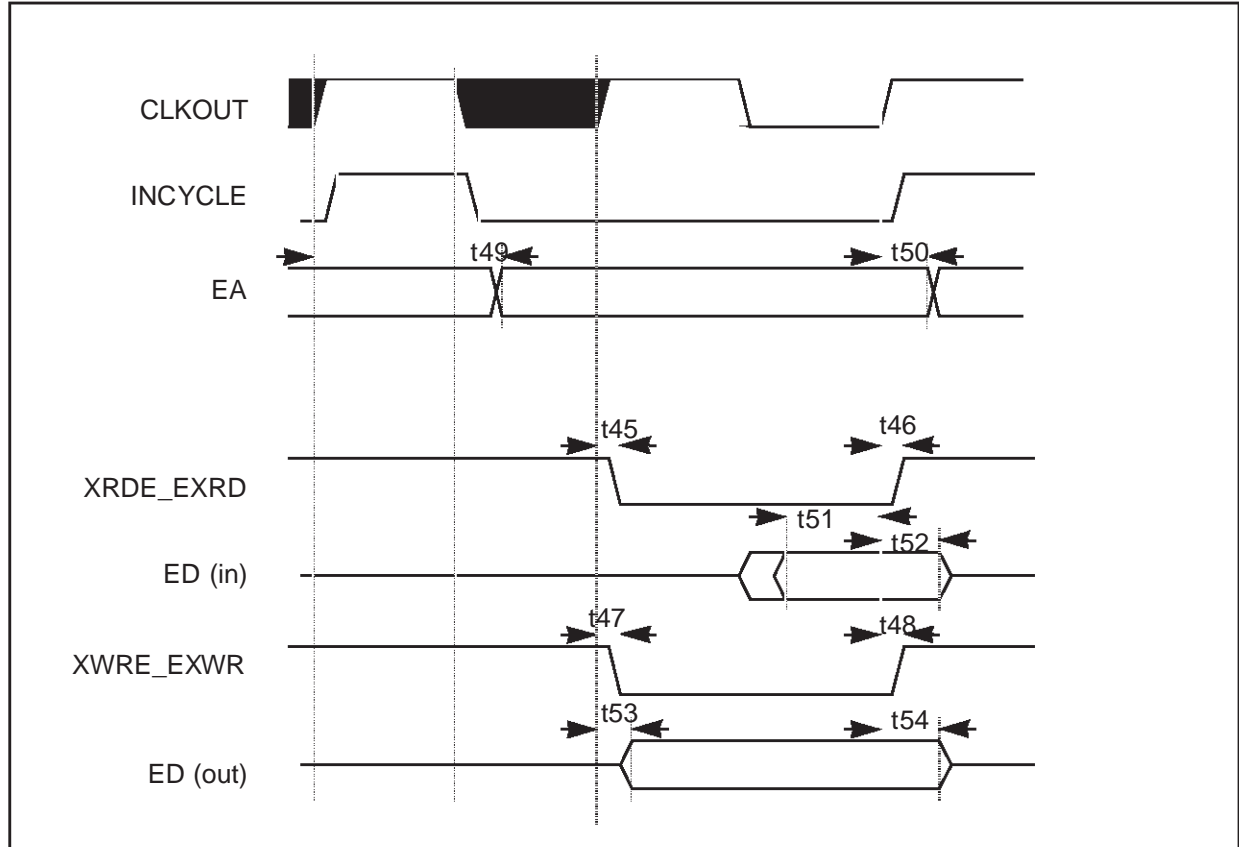 CLKOUT
INCYCLE
t49
t50
EA
t45
t46
XRDE_EXRD
t51
t52
ED (in)
t47
t48
XWRE_EXWR
t53
t54
ED (out)